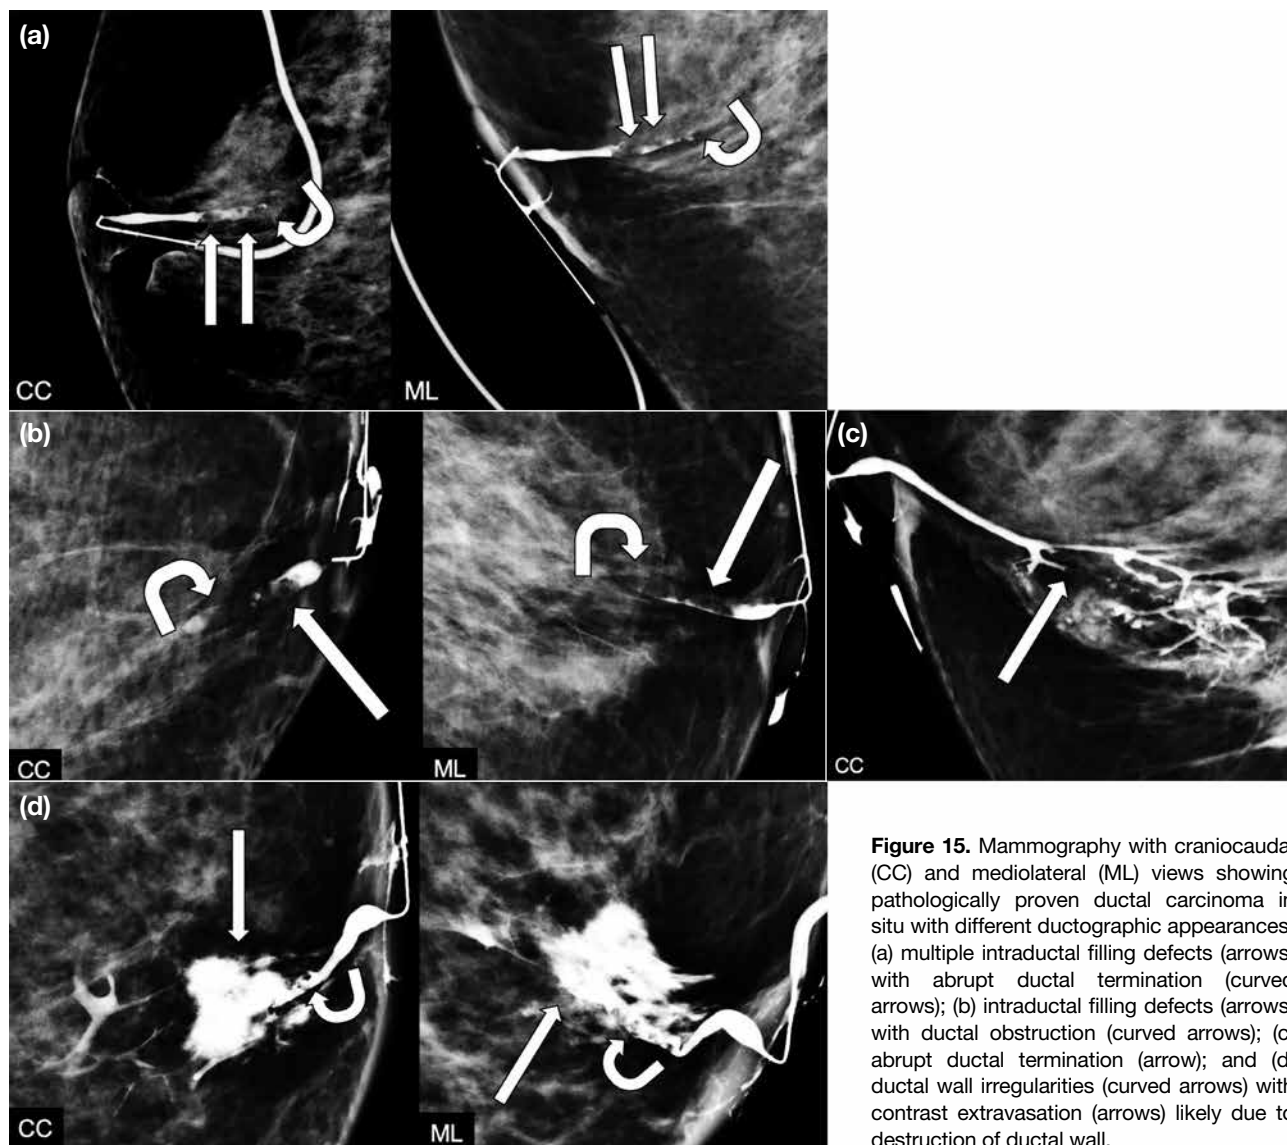 (a)
CC
ML
(b)
CC
ML
(c)
CC
(d)
CC
ML
Figure 15. Mammography with craniocauda
(CC) and mediolateral (ML) views showing
pathologically proven ductal carcinoma in
situ with different ductographic appearances
(a) multiple intraductal filling defects (arrows
with abrupt ductal termination (curved
arrows); (b) intraductal filling defects (arrows
with ductal obstruction (curved arrows); (c
abrupt ductal termination (arrow); and (d
ductal wall irregularities (curved arrows) with
contrast extravasation (arrows) likely due to
destruction of ductal wall.